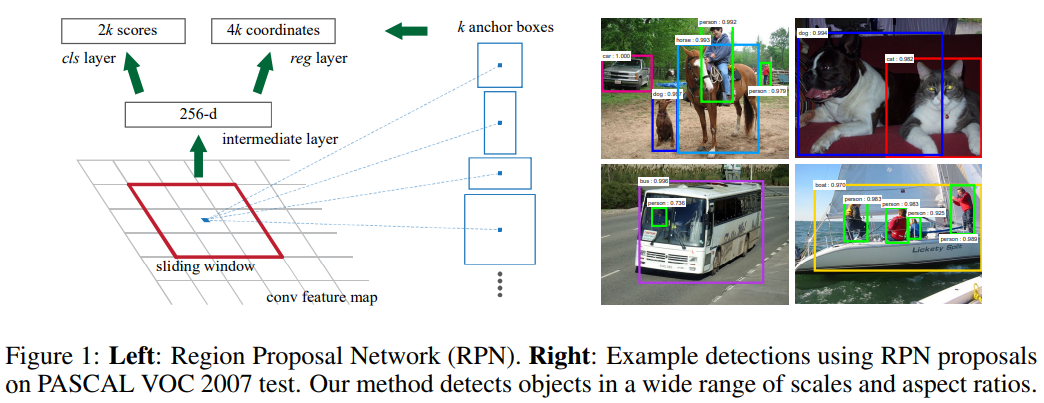 2k scores
4k coordinates
k anchor boxes
cls layer
reg layer
256-d
intermediate layer
sliding window
conv feature map
person : 0.992
horse : 0.993
car : 1.000
dog : 0.997
person : 0.979
dog : 0.994
cat : 0.982
bus : 0.996
person : 0.736
boat : 0.970
person : 0.983
person : 0.983
person : 0.925
person : 0.989
Lickety Split
Figure 1: Left: Region Proposal Network (RPN). Right: Example detections using RPN proposals
on PASCAL VOC 2007 test. Our method detects objects in a wide range of scales and aspect ratios.